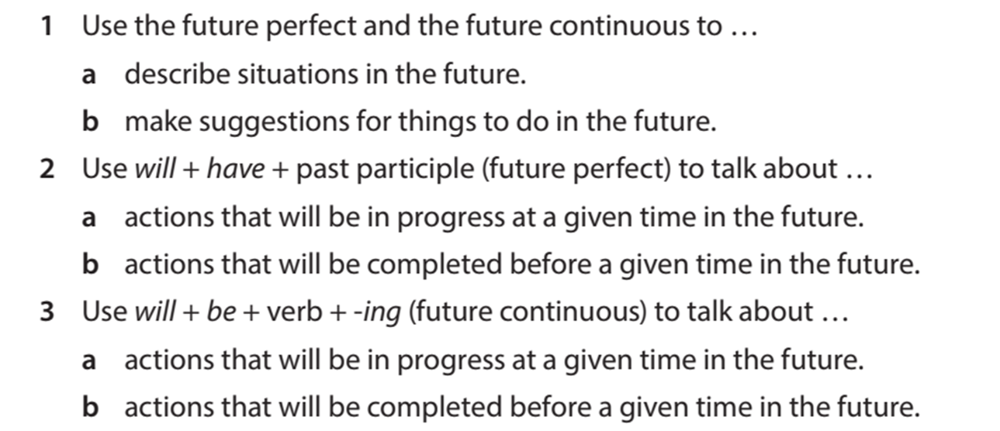 1 Use the future perfect and the future continuous to …
a describe situations in the future.
b make suggestions for things to do in the future.
2 Use will + have + past participle (future perfect) to talk about …
a actions that will be in progress at a given time in the future.
b actions that will be completed before a given time in the future.
3 Use will + be + verb + -ing (future continuous) to talk about …
a actions that will be in progress at a given time in the future.
b actions that will be completed before a given time in the future.